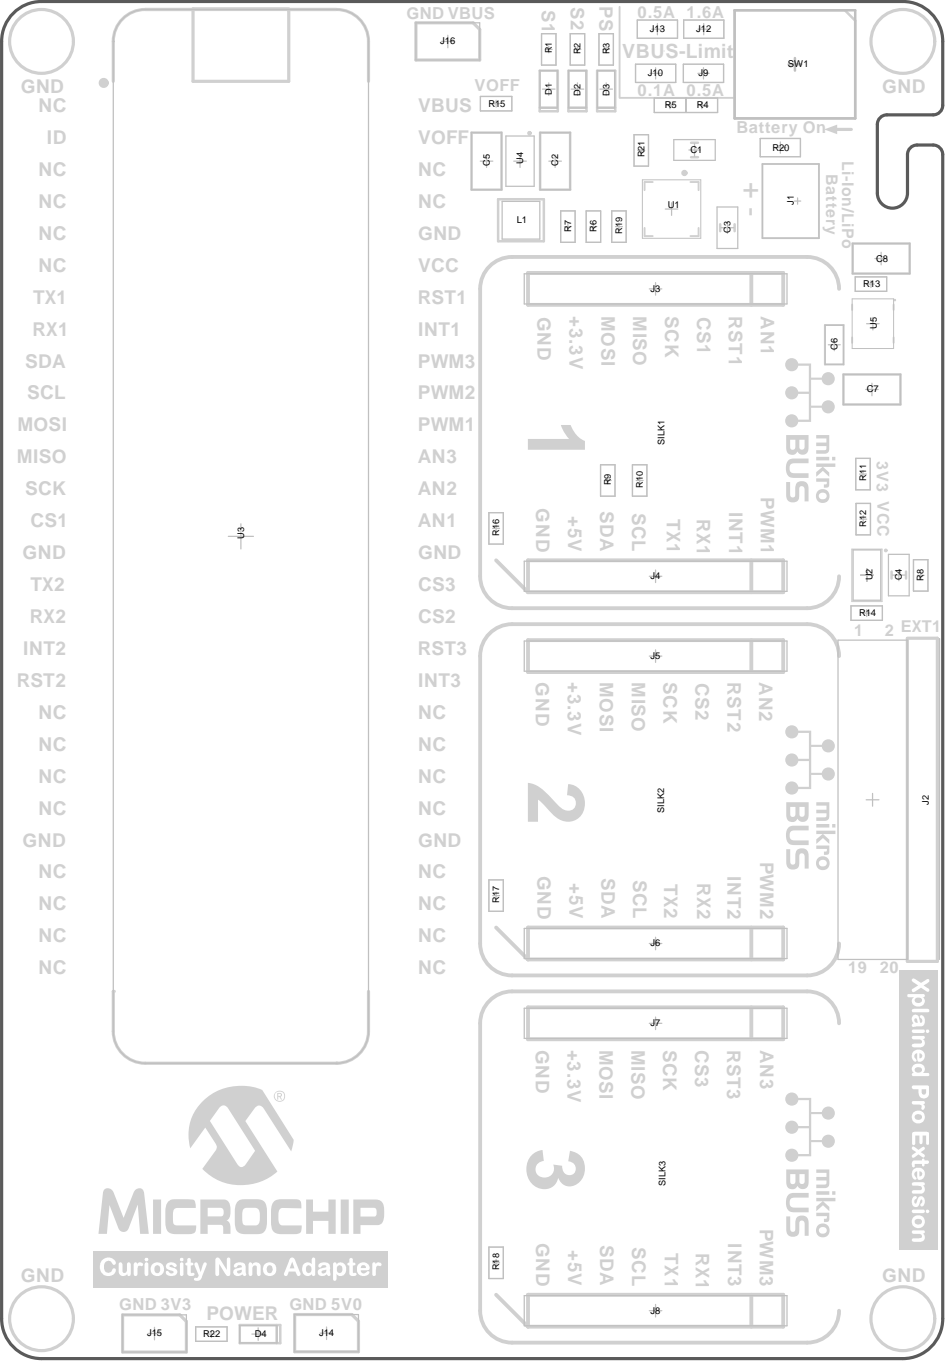 GND VBUS
J16
S1
S2
PS
R1
R2
R3
D1
D2
D3
0.5A 1.6A
J13
J12
VBUS-Limit
J10
J9
0.1A 0.5A
R5
R4
SW1
Battery On
GND
VOFF
R15
C5
U4
C2
L1
R7
R6
R19
R21
C1
U1
C3
R20
J1
+
-
Li-Ion/LiPo
Battery
C8
R13
U5
C6
C7
R11
3V3
R12
VCC
U2
C4
R8
R14
1
2
EXT1
J2
19
20
Xplained Pro Extension
GND
NC
ID
NC
NC
NC
NC
TX1
RX1
SDA
SCL
MOSI
MISO
SCK
CS1
GND
TX2
RX2
INT2
RST2
NC
NC
NC
NC
GND
NC
NC
NC
NC
U3
VBUS
VOFF
NC
NC
GND
VCC
RST1
INT1
PWM3
PWM2
PWM1
AN3
AN2
AN1
GND
CS3
CS2
RST3
INT3
NC
NC
NC
NC
GND
NC
NC
NC
NC
J3
GND
+3.3V
MOSI
MISO
SCK
CS1
RST1
AN1
1
SILK1
mikro
BUS
R9
R10
R16
GND
+5V
SDA
SCL
TX1
RX1
INT1
PWM1
J4
J5
GND
+3.3V
MOSI
MISO
SCK
CS2
RST2
AN2
2
SILK2
mikro
BUS
R17
GND
+5V
SDA
SCL
TX2
RX2
INT2
PWM2
J6
J7
GND
+3.3V
MOSI
MISO
SCK
CS3
RST3
AN3
3
SILK3
mikro
BUS
R18
GND
+5V
SDA
SCL
TX1
RX1
INT3
PWM3
J8
®
MICROCHIP
Curiosity Nano Adapter
GND
GND 3V3
J15
POWER
R22
D4
GND 5V0
J14
GND